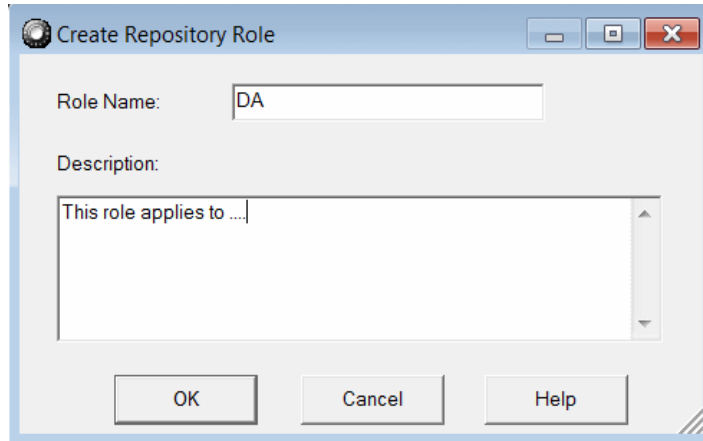 Create Repository Role
Role Name: DA
Description:
This role applies to ....
OK Cancel Help